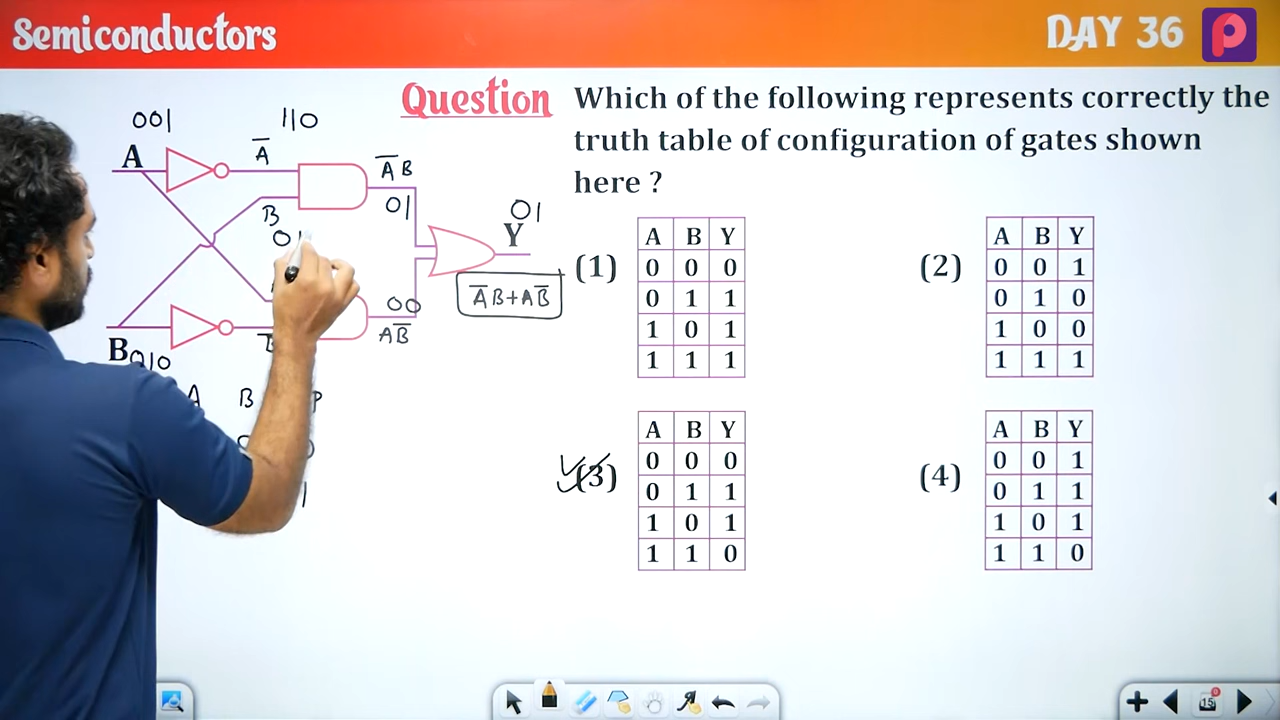 Semiconductors
DAY 36
Question
Which of the following represents correctly the
truth table of configuration of gates shown
here ?
001
110
A
A̅
A̅ B
01
B
01
01
Y
A̅B+AB̅
00
AB̅
B
010
A B
(1)
A B Y
0 0 0
0 1 1
1 0 1
1 1 1
(2)
A B Y
0 0 1
0 1 0
1 0 0
1 1 1
(3)
A B Y
0 0 0
0 1 1
1 0 1
1 1 0
(4)
A B Y
0 0 1
0 1 1
1 0 1
1 1 0
15